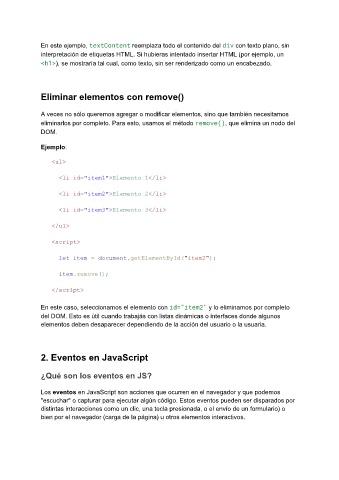 En este ejemplo, textContent reemplaza todo el contenido del div con texto plano, sin
interpretación de etiquetas HTML. Si hubieras intentado insertar HTML (por ejemplo, un
<h1>), se mostraría tal cual, como texto, sin ser renderizado como un encabezado.
Eliminar elementos con remove()
A veces no sólo queremos agregar o modificar elementos, sino que también necesitamos
eliminarlos por completo. Para esto, usamos el método remove(), que elimina un nodo del
DOM.
Ejemplo:
<ul>
<li id="item1">Elemento 1</li>
<li id="item2">Elemento 2</li>
<li id="item3">Elemento 3</li>
</ul>
<script>
let item = document.getElementById("item2");
item.remove();
</script>
En este caso, seleccionamos el elemento con id="item2" y lo eliminamos por completo
del DOM. Esto es útil cuando trabajás con listas dinámicas o interfaces donde algunos
elementos deben desaparecer dependiendo de la acción del usuario o la usuaria.
2. Eventos en JavaScript
¿Qué son los eventos en JS?
Los eventos en JavaScript son acciones que ocurren en el navegador y que podemos
"escuchar" o capturar para ejecutar algún código. Estos eventos pueden ser disparados por
distintas interacciones como un clic, una tecla presionada, o el envío de un formulario) o
bien por el navegador (carga de la página) u otros elementos interactivos.